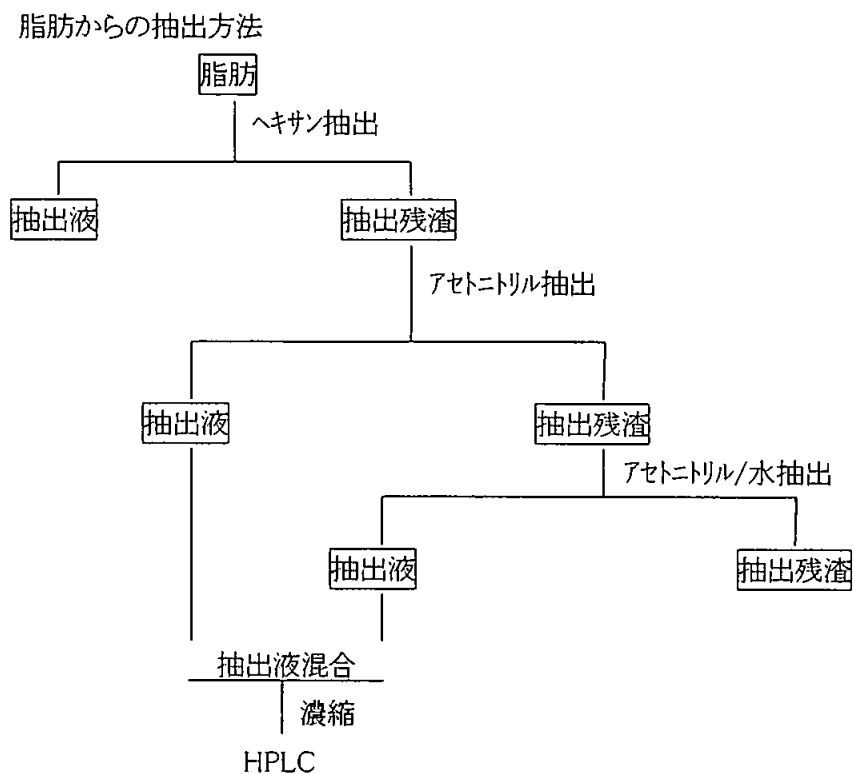 脂肪からの抽出方法
脂肪
ヘキサン抽出
抽出液
抽出残渣
アセトニトリル抽出
抽出液
抽出残渣
アセトニトリル/水抽出
抽出液
抽出残渣
抽出液混合
濃縮
HPLC